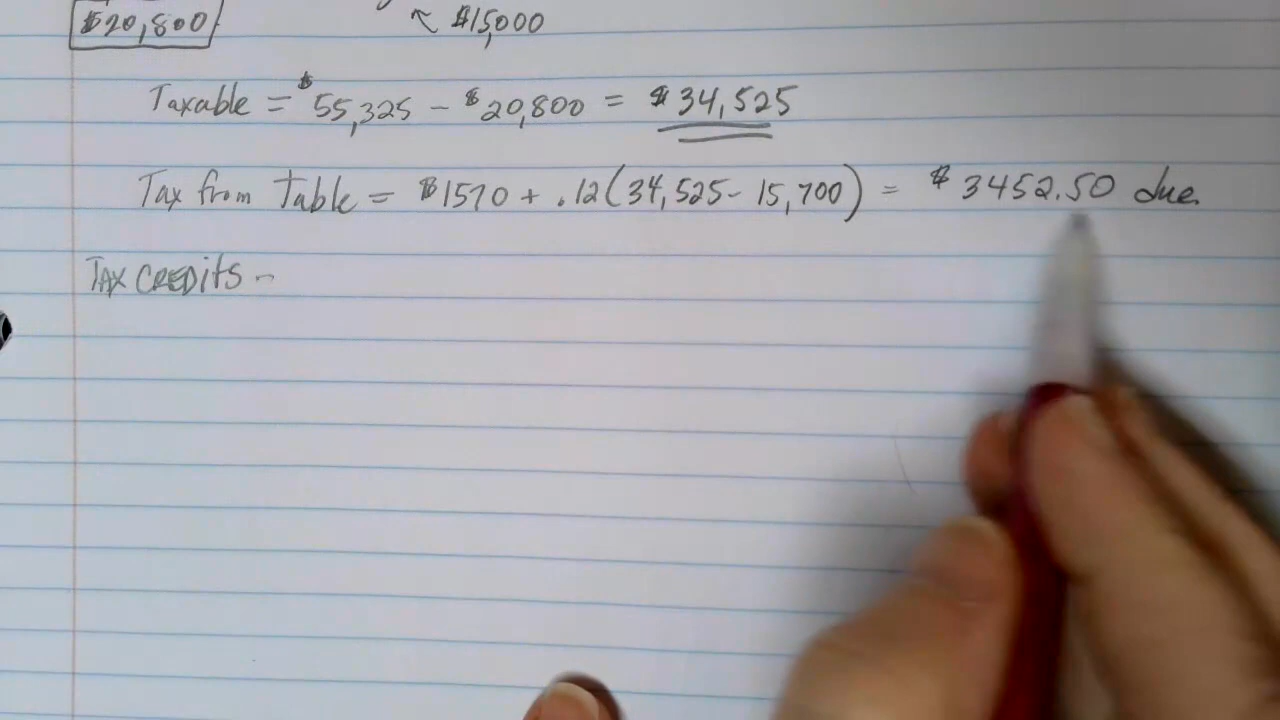 $20,800 ↖ $15,000
Taxable = $55,325 - $20,800 = $34,525
Tax from Table = $1570 + .12(34,525 - 15,700) = $3452.50 due.
TAX CREDITS -